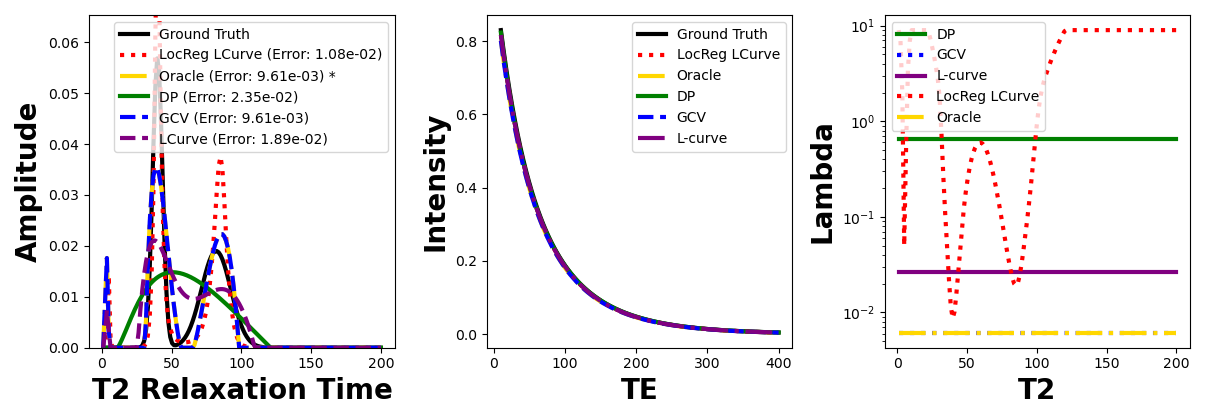 Amplitude
0.06
0.05
0.04
0.03
0.02
0.01
0.00
Ground Truth
LocReg LCurve (Error: 1.08e-02)
Oracle (Error: 9.61e-03) *
DP (Error: 2.35e-02)
GCV (Error: 9.61e-03)
LCurve (Error: 1.89e-02)
0 50 100 150 200
T2 Relaxation Time
Intensity
0.8
0.6
0.4
0.2
0.0
Ground Truth
LocReg LCurve
Oracle
DP
GCV
L-curve
0 100 200 300 400
TE
Lambda
10^1
10^0
10^-1
10^-2
DP
GCV
L-curve
LocReg LCurve
Oracle
0 50 100 150 200
T2